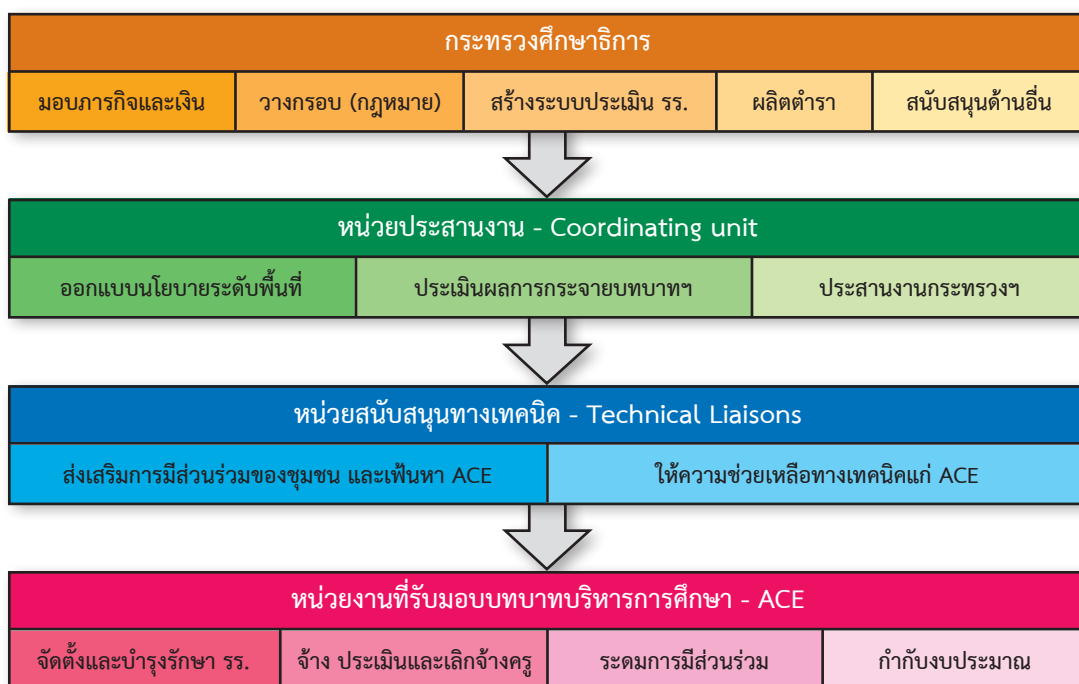 กระทรวงศึกษาธิการ
มอบภารกิจและเงิน
วางกรอบ (กฎหมาย)
สร้างระบบประเมิน รร.
ผลิตตำรา
สนับสนุนด้านอื่น
หน่วยประสานงาน - Coordinating unit
ออกแบบนโยบายระดับพื้นที่
ประเมินผลการกระจายบทบาทฯ
ประสานงานกระทรวงฯ
หน่วยสนับสนุนทางเทคนิค - Technical Liaisons
ส่งเสริมการมีส่วนร่วมของชุมชน และเฟ้นหา ACE
ให้ความช่วยเหลือทางเทคนิคแก่ ACE
หน่วยงานที่รับมอบบทบาทบริหารการศึกษา - ACE
จัดตั้งและบำรุงรักษา รร.
จ้าง ประเมินและเลิกจ้างครู
ระดมการมีส่วนร่วม
กำกับงบประมาณ